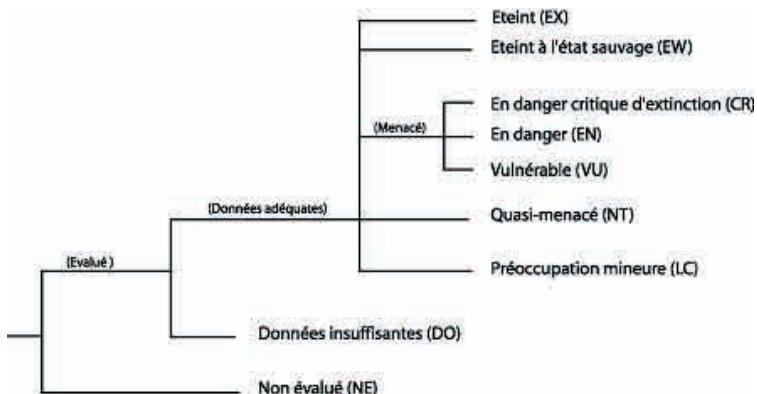 Eteint (EX)
Eteint à l'état sauvage (EW)
En danger critique d'extinction (CR)
(Menacé)
En danger (EN)
Vulnérable (VU)
(Données adéquates)
Quasi-menacé (NT)
(Evalué )
Préoccupation mineure (LC)
Données insuffisantes (DO)
Non évalué (NE)